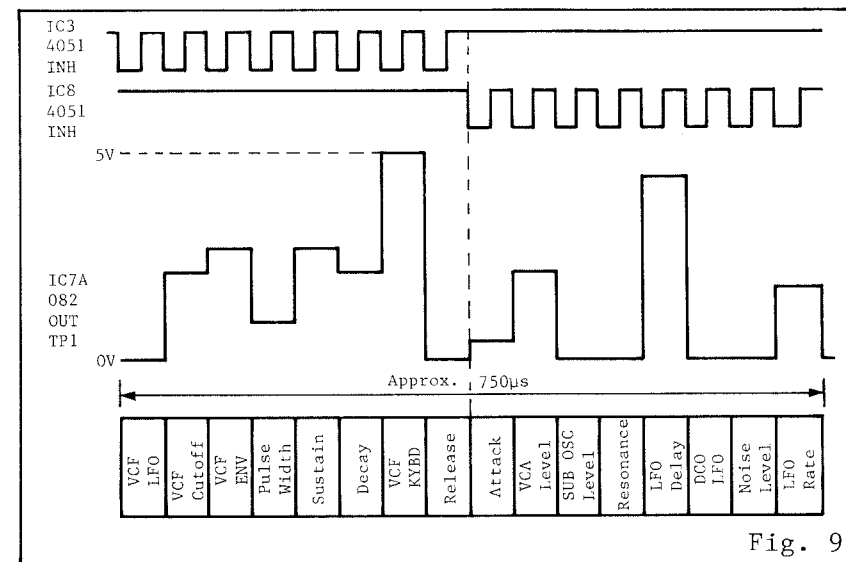 IC3
4051
INH
IC8
4051
INH
5V
IC7A
082
OUT
TP1
0V
Approx. 750µs
VCF
LFO
VCF
Cutoff
VCF
ENV
Pulse
Width
Sustain
Decay
VCF
KYBD
Release
Attack
VCA
Level
SUB OSC
Level
Resonance
LFO
Delay
DCO
LFO
Noise
Level
LFO
Rate
Fig. 9